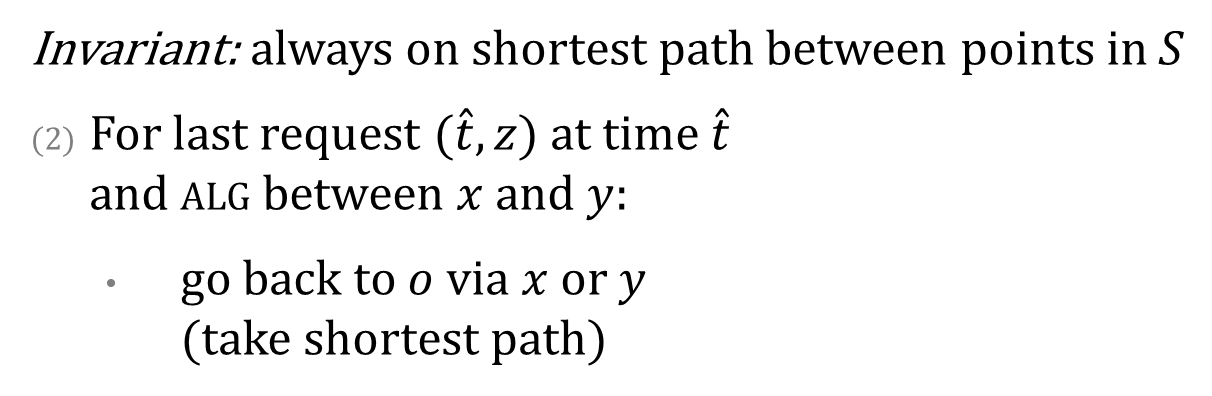 Invariant: always on shortest path between points in S
(2) For last request (t̂, z) at time t̂
and ALG between x and y:
• go back to o via x or y
(take shortest path)